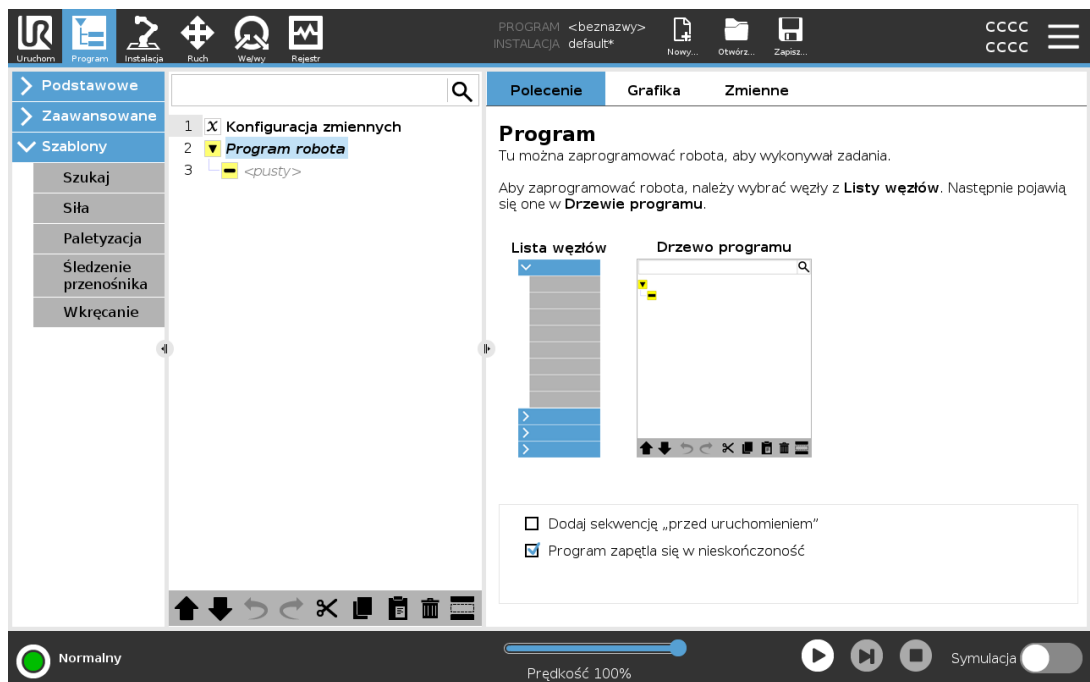 PROGRAM <beznazwy>
INSTALACJA default*
CCCC
CCCC
Uruchom Program Instalacja Ruch We/wy Rejestr Nowy... Otwórz... Zapisz...
Podstawowe
Zaawansowane
Szablony
Szukaj
Siła
Paletyzacja
Śledzenie
przenośnika
Wkręcanie
1 x Konfiguracja zmiennych
2 Program robota
3 <pusty>
Polecenie Grafika Zmienne
Program
Tu można zaprogramować robota, aby wykonywał zadania.
Aby zaprogramować robota, należy wybrać węzły z Listy węzłów. Następnie pojawią
się one w Drzewie programu.
Lista węzłów Drzewo programu
Dodaj sekwencję „przed uruchomieniem”
Program zapętla się w nieskończoność
Normalny
Prędkość 100%
Symulacja